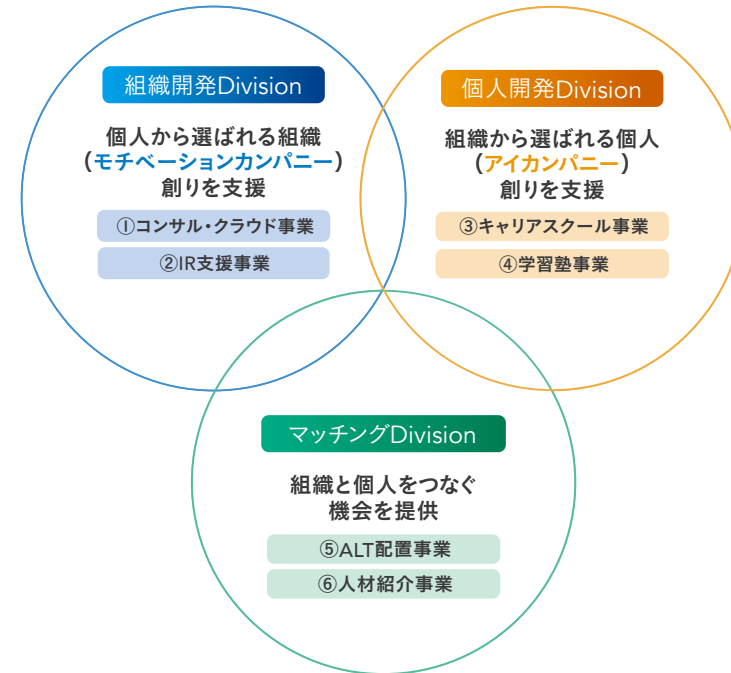 組織開発Division
個人から選ばれる組織
（モチベーションカンパニー）
創りを支援
①コンサル・クラウド事業
②IR支援事業
個人開発Division
組織から選ばれる個人
（アイカンパニー）
創りを支援
③キャリアスクール事業
④学習塾事業
マッチングDivision
組織と個人をつなぐ
機会を提供
⑤ALT配置事業
⑥人材紹介事業